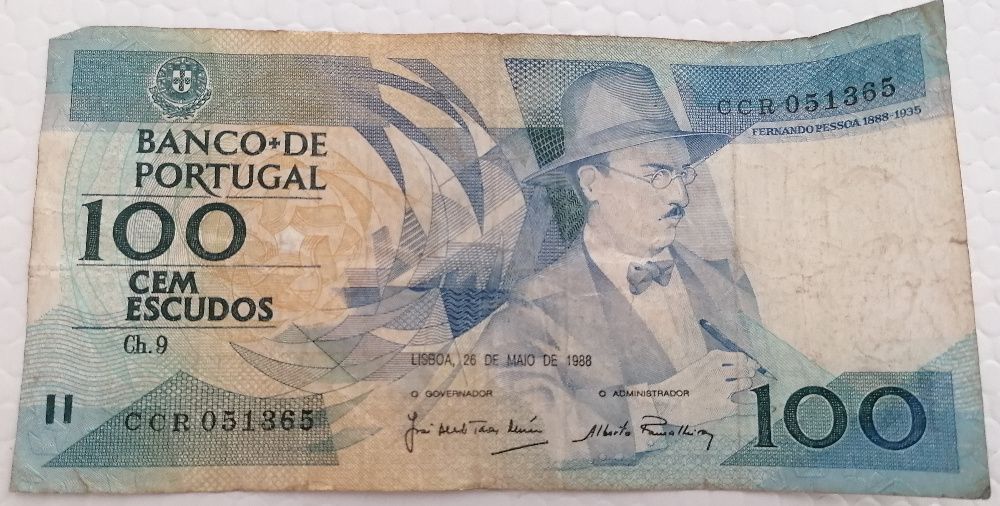 CCR 051365
FERNANDO PESSOA 1888-1935
BANCO DE
PORTUGAL
100
CEM
ESCUDOS
Ch. 9
LISBOA, 26 DE MAIO DE 1988
O GOVERNADOR
O ADMINISTRADOR
CCR 051365
100